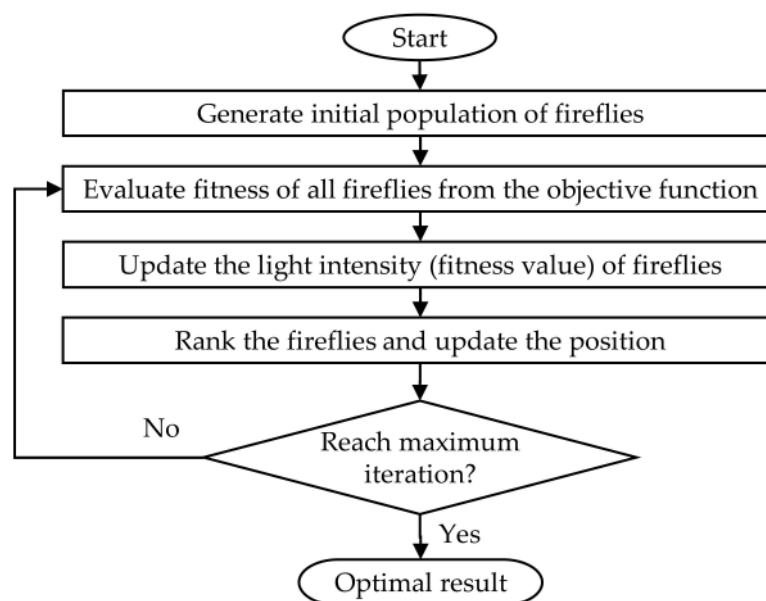 Start
Generate initial population of fireflies
Evaluate fitness of all fireflies from the objective function
Update the light intensity (fitness value) of fireflies
Rank the fireflies and update the position
No
Reach maximum
iteration?
Yes
Optimal result